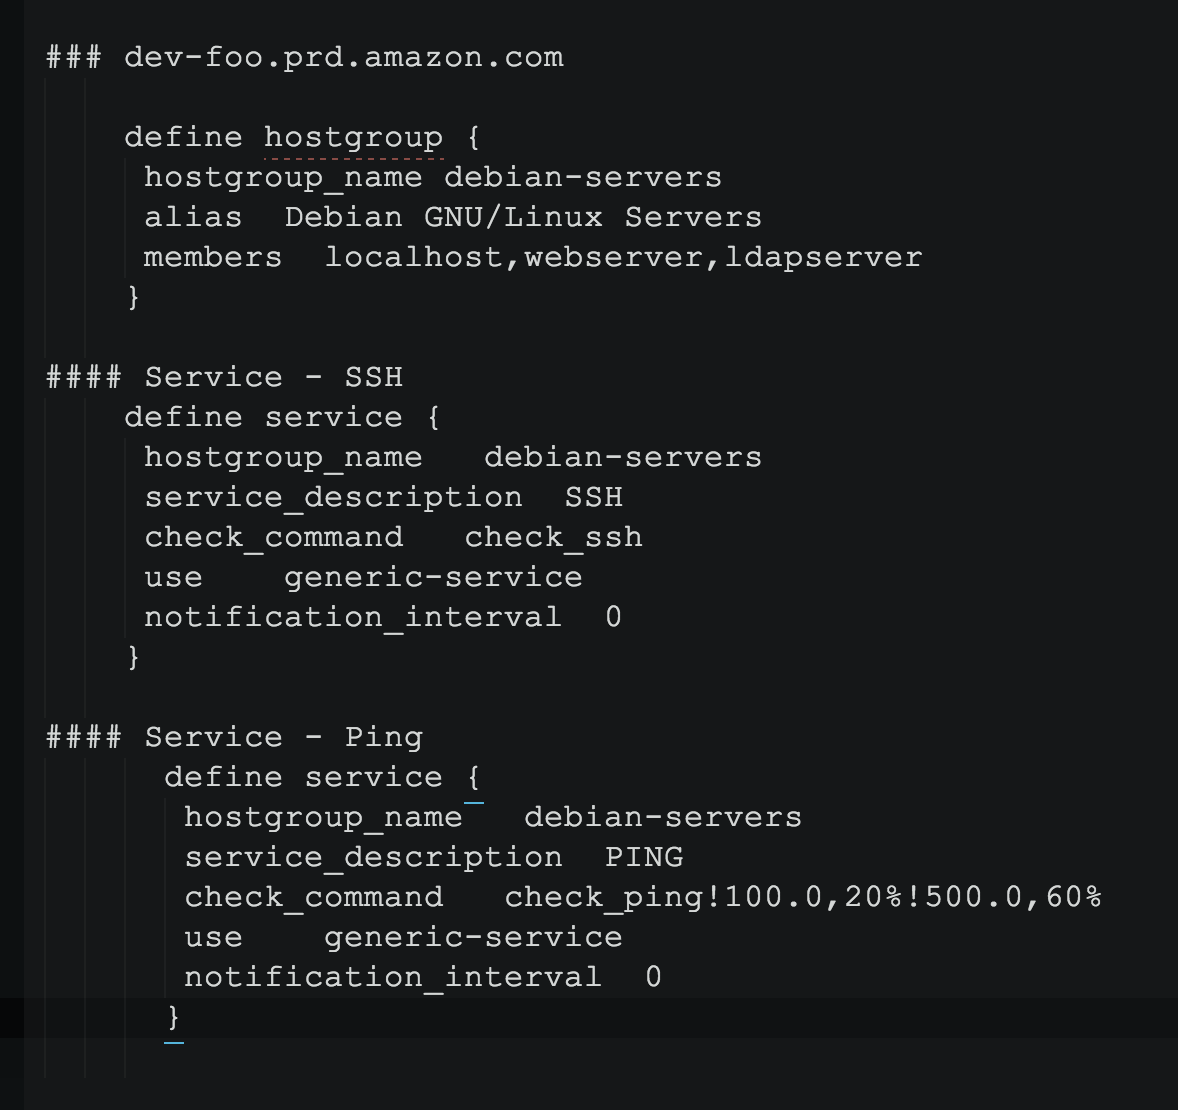 ### dev-foo.prd.amazon.com
define hostgroup {
hostgroup_name debian-servers
alias  Debian GNU/Linux Servers
members  localhost,webserver,ldapserver
}
#### Service - SSH
define service {
hostgroup_name   debian-servers
service_description  SSH
check_command   check_ssh
use    generic-service
notification_interval  0
}
#### Service - Ping
define service {
hostgroup_name   debian-servers
service_description  PING
check_command   check_ping!100.0,20%!500.0,60%
use    generic-service
notification_interval  0
}